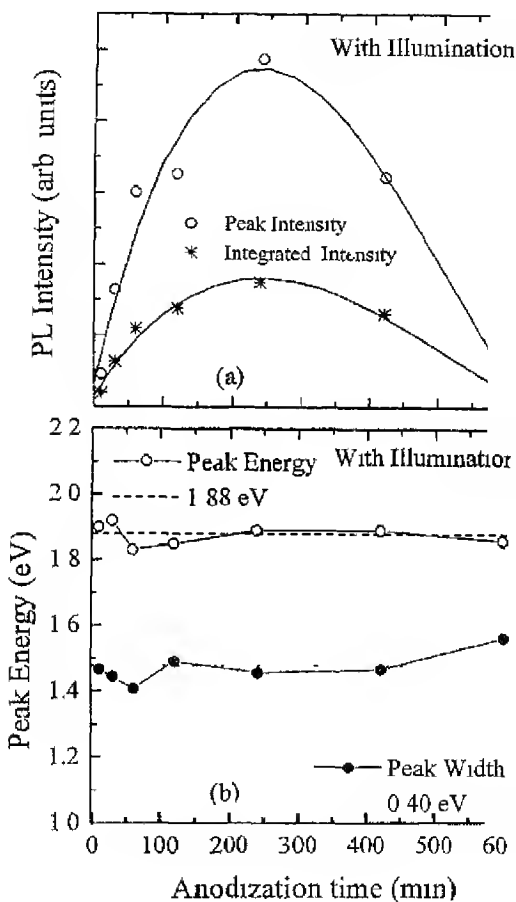 With Illumination
PL Intensity (arb units)
Peak Intensity
Integrated Intensity
(a)
2 2
Peak Energy
With Illumination
1 88 eV
2 0
1 8
Peak Energy (eV)
1 6
1 4
1 2
Peak Width
0 40 eV
(b)
1 0
0 100 200 300 400 500 60
Anodization time (min)